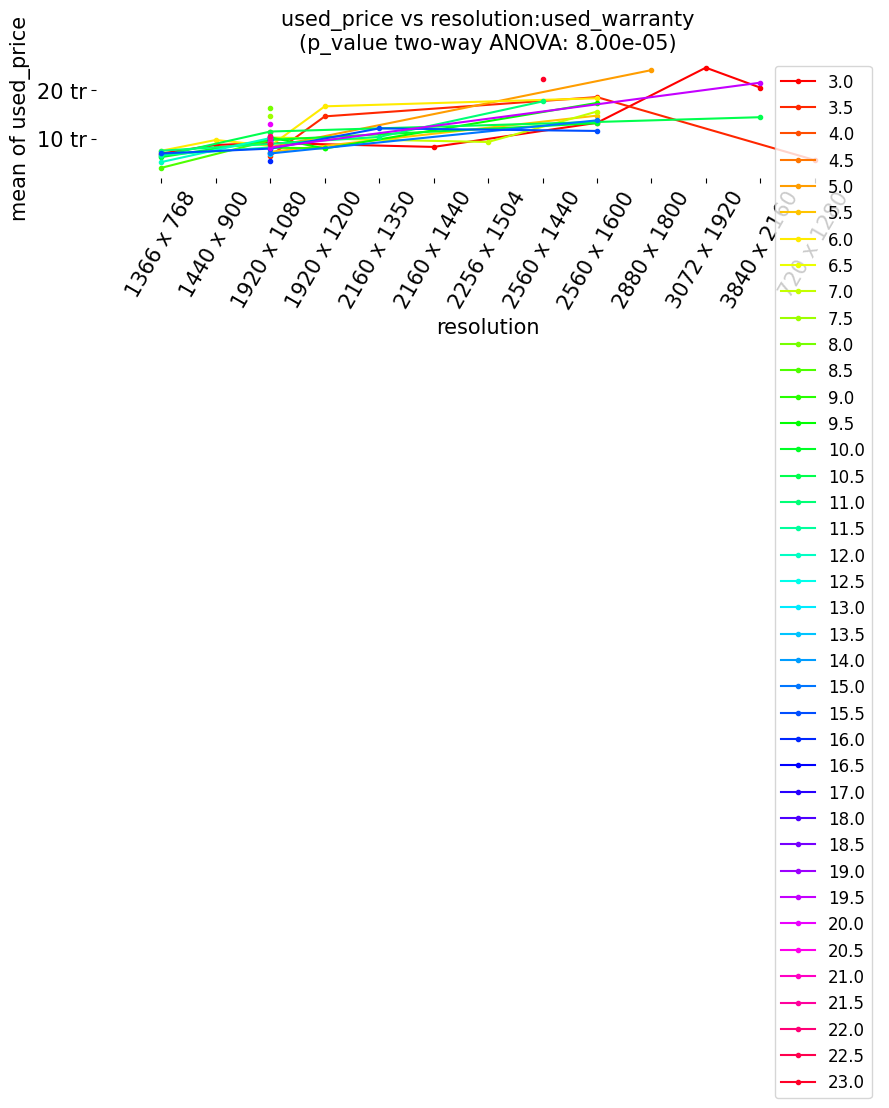 used_price vs resolution:used_warranty
(p_value two-way ANOVA: 8.00e-05)
mean of used_price
20 tr
10 tr
1366 x 768
1440 x 900
1920 x 1080
1920 x 1200
2160 x 1350
2160 x 1440
2256 x 1504
2560 x 1440
2560 x 1600
2880 x 1800
3072 x 1920
3840 x 2160
720 x 1280
resolution
3.0
3.5
4.0
4.5
5.0
5.5
6.0
6.5
7.0
7.5
8.0
8.5
9.0
9.5
10.0
10.5
11.0
11.5
12.0
12.5
13.0
13.5
14.0
15.0
15.5
16.0
16.5
17.0
18.0
18.5
19.0
19.5
20.0
20.5
21.0
21.5
22.0
22.5
23.0